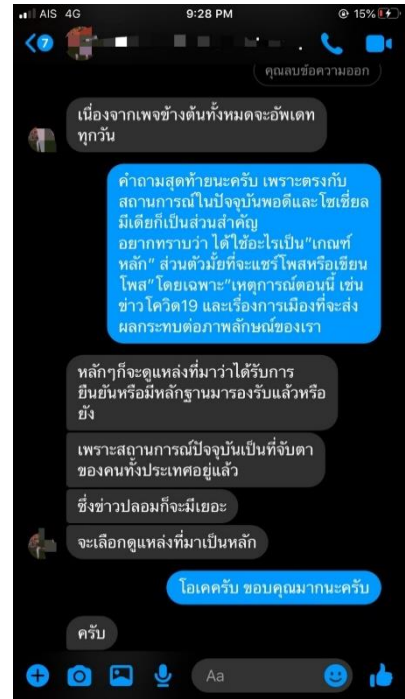 AIS 4G 9:28 PM 15%
7
คุณลบข้อความออก
เนื่องจากเพจข้างต้นทั้งหมดจะอัพเดท
ทุกวัน
คำถามสุดท้ายนะครับ เพราะตรงกับ
สถานการณ์ในปัจจุบันพอดีและโซเชี่ยล
มีเดียก็เป็นส่วนสำคัญ
อยากทราบว่า ได้ใช้อะไรเป็น"เกณฑ์
หลัก" ส่วนตัวมั้ยที่จะแชร์โพสหรือเขียน
โพส"โดยเฉพาะ"เหตุการณ์ตอนนี้ เช่น
ข่าวโควิด19 และเรื่องการเมืองที่จะส่ง
ผลกระทบต่อภาพลักษณ์ของเรา
หลักๆก็จะดูแหล่งที่มาว่าได้รับการ
ยืนยันหรือมีหลักฐานมารองรับแล้วหรือ
ยัง
เพราะสถานการณ์ปัจจุบันเป็นที่จับตา
ของคนทั้งประเทศอยู่แล้ว
ซึ่งข่าวปลอมก็จะมีเยอะ
จะเลือกดูแหล่งที่มาเป็นหลัก
โอเคครับ ขอบคุณมากนะครับ
ครับ
Aa